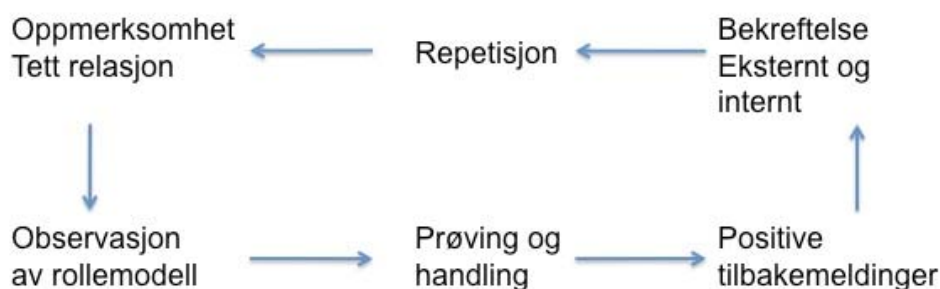 Oppmerksomhet
Tett relasjon
Repetisjon
Bekreftelse
Eksternt og
internt
Observasjon
av rollemodell
Prøving og
handling
Positive
tilbakemeldinger